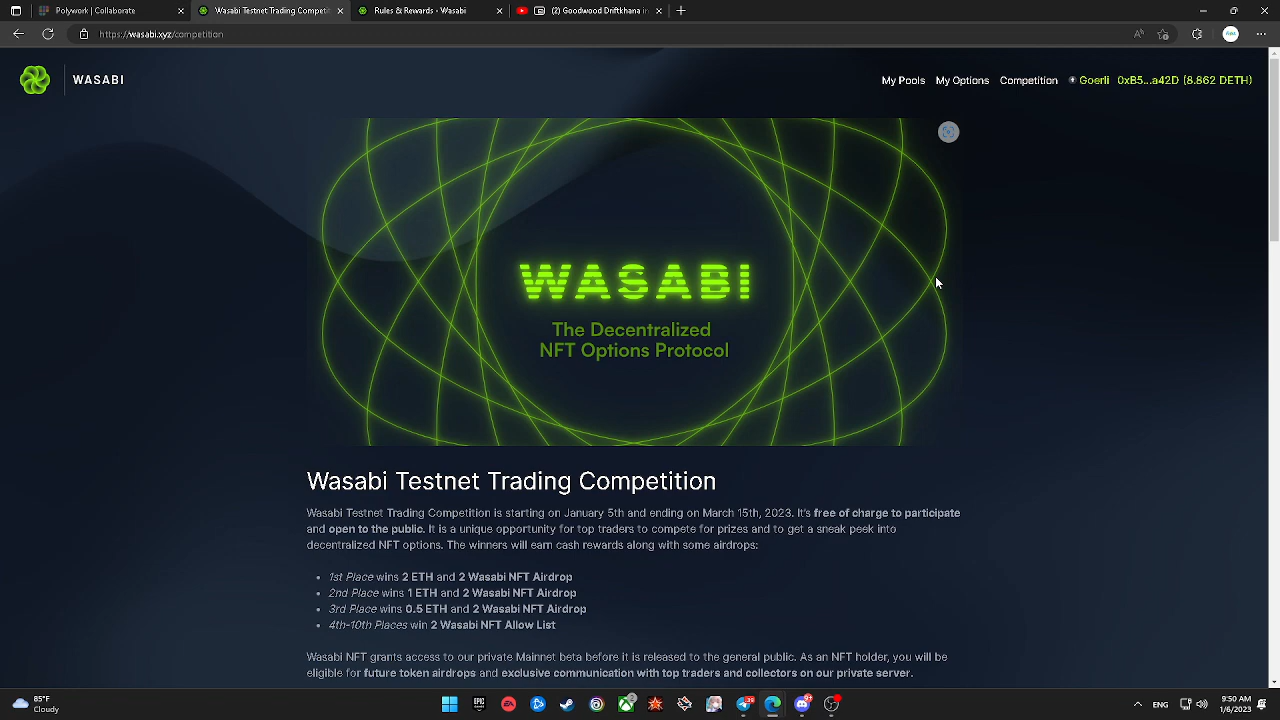 Polywork | Collaborate
Wasabi Testnet Trading Competiti
Rules & Rewards - Wasabi
(2) Goodwood Driftkhana in
https://wasabi.xyz/competition
WASABI
My Pools
My Options
Competition
Goerli
0xB5...a42D (8.862 DETH)
WASABI
The Decentralized
NFT Options Protocol
Wasabi Testnet Trading Competition
Wasabi Testnet Trading Competition is starting on January 5th and ending on March 15th, 2023. It's free of charge to participate
and open to the public. It is a unique opportunity for top traders to compete for prizes and to get a sneak peek into
decentralized NFT options. The winners will earn cash rewards along with some airdrops:
• 1st Place wins 2 ETH and 2 Wasabi NFT Airdrop
• 2nd Place wins 1 ETH and 2 Wasabi NFT Airdrop
• 3rd Place wins 0.5 ETH and 2 Wasabi NFT Airdrop
• 4th-10th Places win 2 Wasabi NFT Allow List
Wasabi NFT grants access to our private Mainnet beta before it is released to the general public. As an NFT holder, you will be
eligible for future token airdrops and exclusive communication with top traders and collectors on our private server.
85°F
Cloudy
EPIC
EA
ENG
9:50 AM
1/6/2023